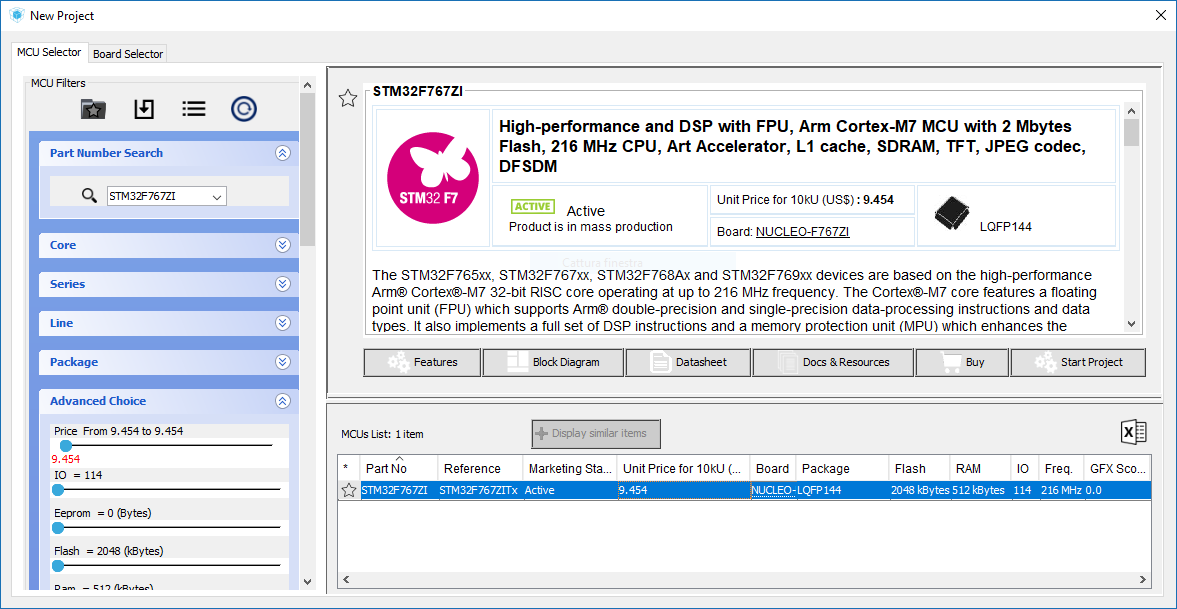 New Project
MCU Selector
Board Selector
MCU Filters
Part Number Search
STM32F767ZI
Core
Series
Line
Package
Advanced Choice
Price From 9.454 to 9.454
9.454
IO = 114
Eeprom = 0 (Bytes)
Flash = 2048 (kBytes)
Ram = 512 (kBytes)
STM32F767ZI
STM32 F7
High-performance and DSP with FPU, Arm Cortex-M7 MCU with 2 Mbytes
Flash, 216 MHz CPU, Art Accelerator, L1 cache, SDRAM, TFT, JPEG codec,
DFSDM
ACTIVE Active
Product is in mass production
Unit Price for 10kU (US$) : 9.454
Board: NUCLEO-F767ZI
LQFP144
Cattura finestra
The STM32F765xx, STM32F767xx, STM32F768Ax and STM32F769xx devices are based on the high-performance
Arm® Cortex®-M7 32-bit RISC core operating at up to 216 MHz frequency. The Cortex®-M7 core features a floating
point unit (FPU) which supports Arm® double-precision and single-precision data-processing instructions and data
types. It also implements a full set of DSP instructions and a memory protection unit (MPU) which enhances the
Features
Block Diagram
Datasheet
Docs & Resources
Buy
Start Project
MCUs List: 1 item
Display similar items
X
* Part No Reference Marketing Sta... Unit Price for 10kU (... Board Package Flash RAM IO Freq. GFX Sco...
STM32F767ZI STM32F767ZITx Active 9.454 NUCLEO- LQFP144 2048 kBytes 512 kBytes 114 216 MHz 0.0